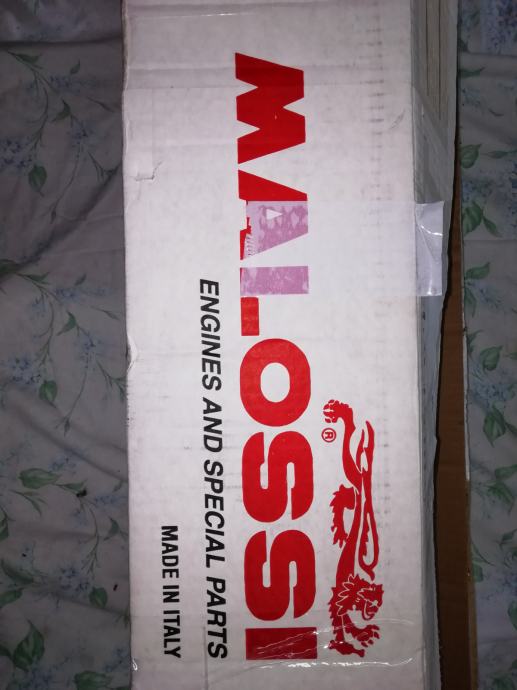 MALOSSI
®
ENGINES AND SPECIAL PARTS
MADE IN ITALY